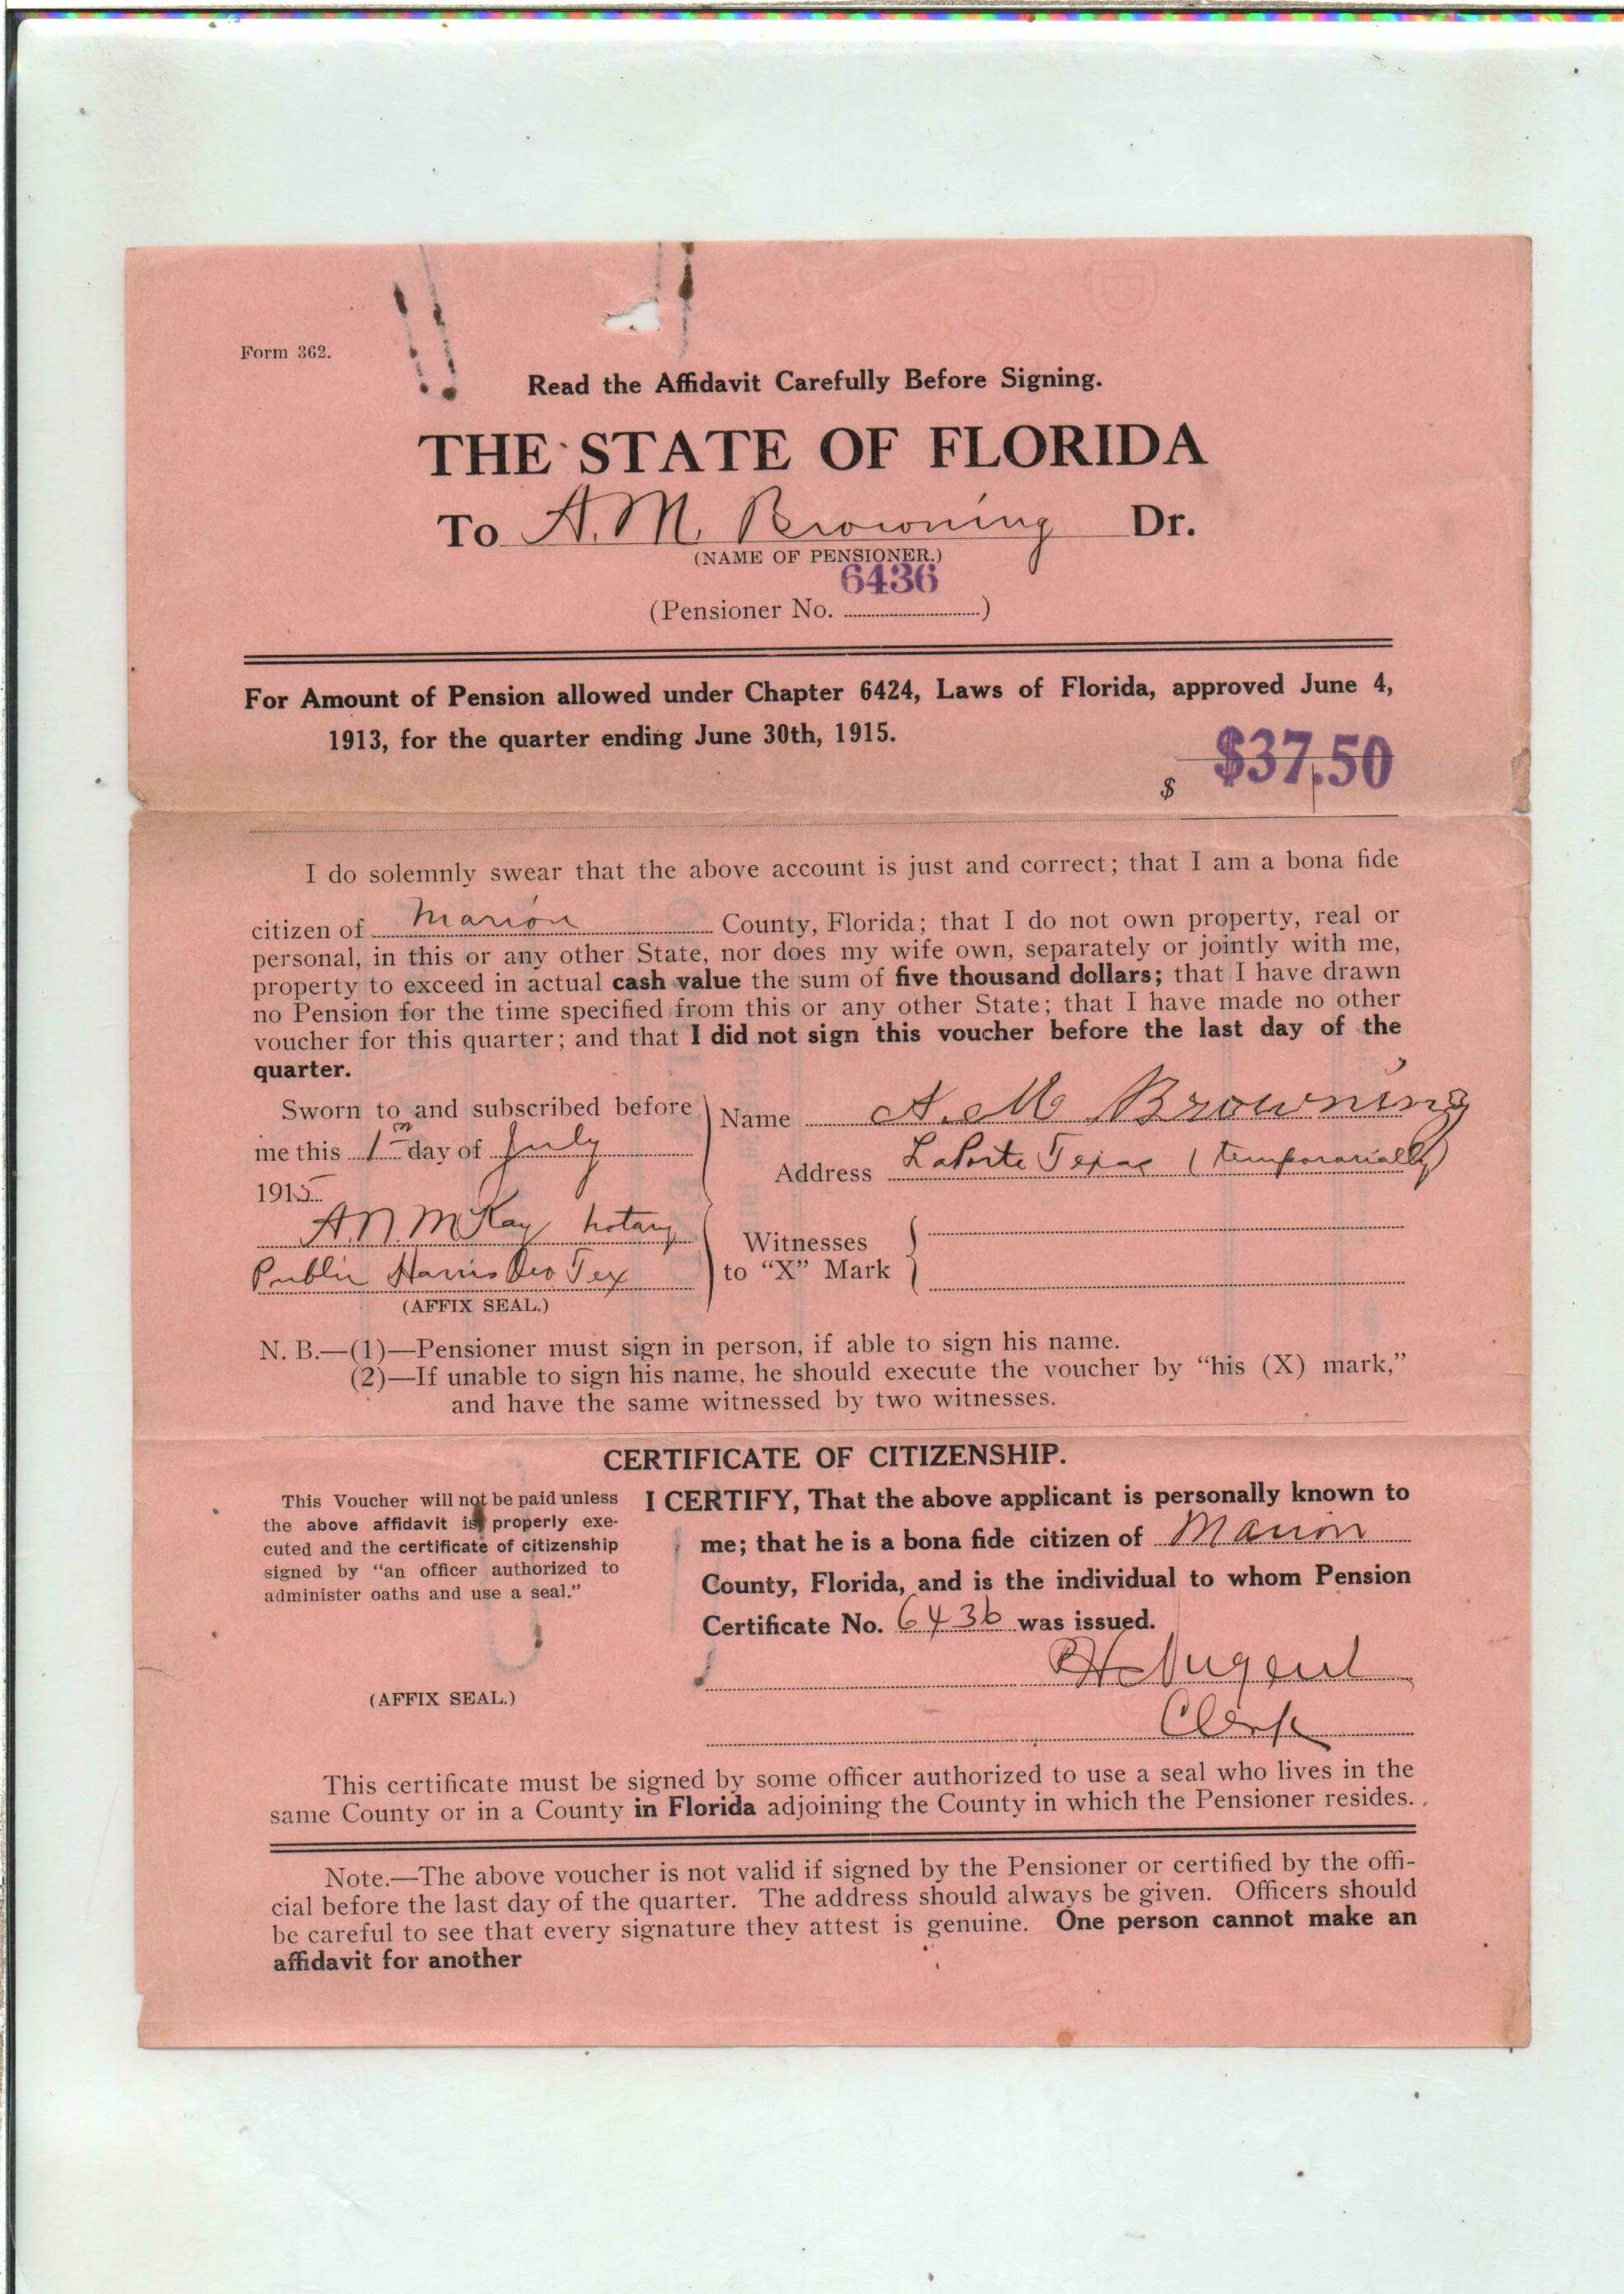 Form 362.
Read the Affidavit Carefully Before Signing.
THE STATE OF FLORIDA
To A. M. Browning Dr.
(NAME OF PENSIONER.)
6436
(Pensioner No. )
For Amount of Pension allowed under Chapter 6424, Laws of Florida, approved June 4,
1913, for the quarter ending June 30th, 1915.
$ $37.50
I do solemnly swear that the above account is just and correct; that I am a bona fide
citizen of Marion County, Florida; that I do not own property, real or
personal, in this or any other State, nor does my wife own, separately or jointly with me,
property to exceed in actual cash value the sum of five thousand dollars; that I have drawn
no Pension for the time specified from this or any other State; that I have made no other
voucher for this quarter; and that I did not sign this voucher before the last day of the
quarter.
Sworn to and subscribed before
me this 1st day of July
1915
A. N. McKay Notary
Public Harris Co. Tex
(AFFIX SEAL.)
Name A. M Browning
Address LaPorte Texas (temporarially)
Witnesses
to "X" Mark
N. B.—(1)—Pensioner must sign in person, if able to sign his name.
(2)—If unable to sign his name, he should execute the voucher by "his (X) mark,"
and have the same witnessed by two witnesses.
CERTIFICATE OF CITIZENSHIP.
This Voucher will not be paid unless
the above affidavit is properly exe-
cuted and the certificate of citizenship
signed by "an officer authorized to
administer oaths and use a seal."
(AFFIX SEAL.)
I CERTIFY, That the above applicant is personally known to
me; that he is a bona fide citizen of Marion
County, Florida, and is the individual to whom Pension
Certificate No. 6436 was issued.
Nugent
Clerk
This certificate must be signed by some officer authorized to use a seal who lives in the
same County or in a County in Florida adjoining the County in which the Pensioner resides.
Note.—The above voucher is not valid if signed by the Pensioner or certified by the offi-
cial before the last day of the quarter. The address should always be given. Officers should
be careful to see that every signature they attest is genuine. One person cannot make an
affidavit for another